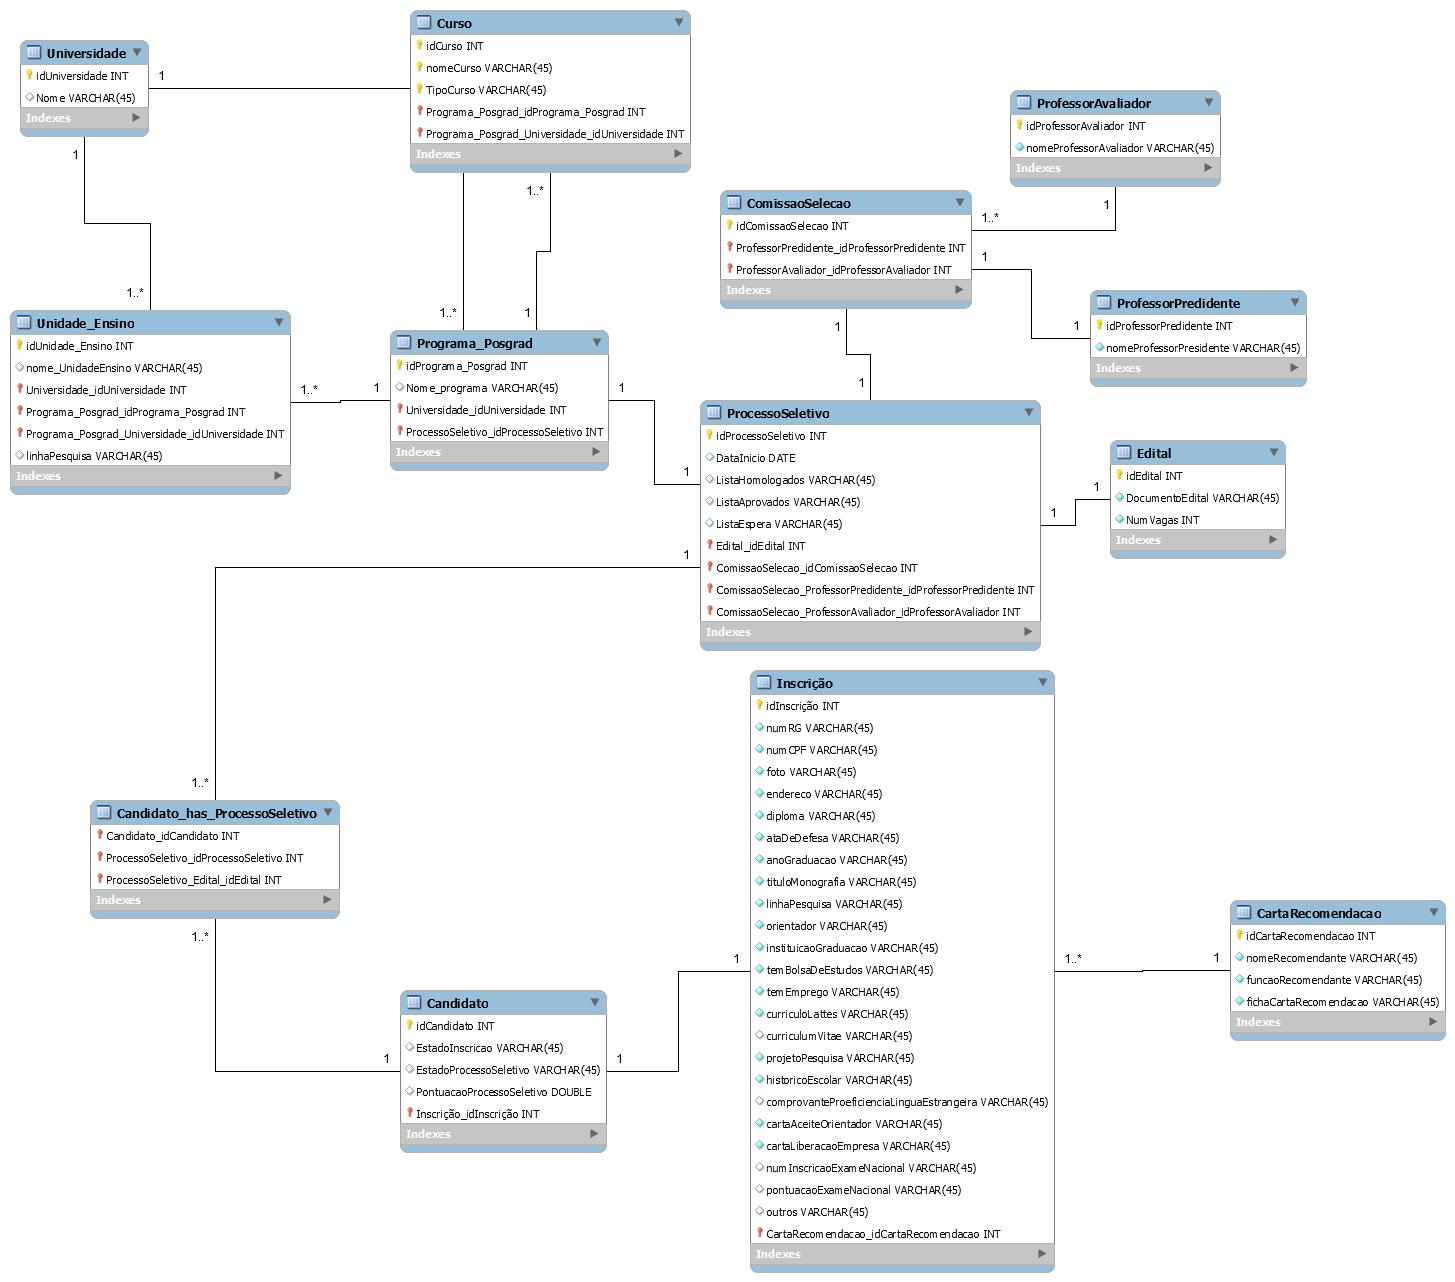 Universidade
idUniversidade INT
Nome VARCHAR(45)
Indexes
1
1
1..*
Curso
idCurso INT
nomeCurso VARCHAR(45)
TipoCurso VARCHAR(45)
Programa_Posgrad_idPrograma_Posgrad INT
Programa_Posgrad_Universidade_idUniversidade INT
Indexes
1..*
1..*
1
ProfessorAvaliador
idProfessorAvaliador INT
nomeProfessorAvaliador VARCHAR(45)
Indexes
1
1..*
ComissaoSelecao
idComissaoSelecao INT
ProfessorPredidente_idProfessorPredidente INT
ProfessorAvaliador_idProfessorAvaliador INT
Indexes
1
1
1
1
ProfessorPredidente
idProfessorPredidente INT
nomeProfessorPresidente VARCHAR(45)
Indexes
Unidade_Ensino
idUnidade_Ensino INT
nome_UnidadeEnsino VARCHAR(45)
Universidade_idUniversidade INT
Programa_Posgrad_idPrograma_Posgrad INT
Programa_Posgrad_Universidade_idUniversidade INT
linhaPesquisa VARCHAR(45)
Indexes
1..*
1
Programa_Posgrad
idPrograma_Posgrad INT
Nome_programa VARCHAR(45)
Universidade_idUniversidade INT
ProcessoSeletivo_idProcessoSeletivo INT
Indexes
1
1
ProcessoSeletivo
idProcessoSeletivo INT
DataInicio DATE
ListaHomologados VARCHAR(45)
ListaAprovados VARCHAR(45)
ListaEspera VARCHAR(45)
Edital_idEdital INT
ComissaoSelecao_idComissaoSelecao INT
ComissaoSelecao_ProfessorPredidente_idProfessorPredidente INT
ComissaoSelecao_ProfessorAvaliador_idProfessorAvaliador INT
Indexes
1
1
Edital
idEdital INT
DocumentoEdital VARCHAR(45)
NumVagas INT
Indexes
1
1..*
Candidato_has_ProcessoSeletivo
Candidato_idCandidato INT
ProcessoSeletivo_idProcessoSeletivo INT
ProcessoSeletivo_Edital_idEdital INT
Indexes
1..*
1
Candidato
idCandidato INT
EstadoInscricao VARCHAR(45)
EstadoProcessoSeletivo VARCHAR(45)
PontuacaoProcessoSeletivo DOUBLE
Inscrição_idInscrição INT
Indexes
1
1
Inscrição
idInscrição INT
numRG VARCHAR(45)
numCPF VARCHAR(45)
foto VARCHAR(45)
endereco VARCHAR(45)
diploma VARCHAR(45)
ataDeDefesa VARCHAR(45)
anoGraduacao VARCHAR(45)
tituloMonografia VARCHAR(45)
linhaPesquisa VARCHAR(45)
orientador VARCHAR(45)
instituicaoGraduacao VARCHAR(45)
temBolsaDeEstudos VARCHAR(45)
temEmprego VARCHAR(45)
curriculoLattes VARCHAR(45)
curriculumVitae VARCHAR(45)
projetoPesquisa VARCHAR(45)
historicoEscolar VARCHAR(45)
comprovanteProeficienciaLinguaEstrangeira VARCHAR(45)
cartaAceiteOrientador VARCHAR(45)
cartaLiberacaoEmpresa VARCHAR(45)
numInscricaoExameNacional VARCHAR(45)
pontuacaoExameNacional VARCHAR(45)
outros VARCHAR(45)
CartaRecomendacao_idCartaRecomendacao INT
Indexes
1..*
1
CartaRecomendacao
idCartaRecomendacao INT
nomeRecomendante VARCHAR(45)
funcaoRecomendante VARCHAR(45)
fichaCartaRecomendacao VARCHAR(45)
Indexes